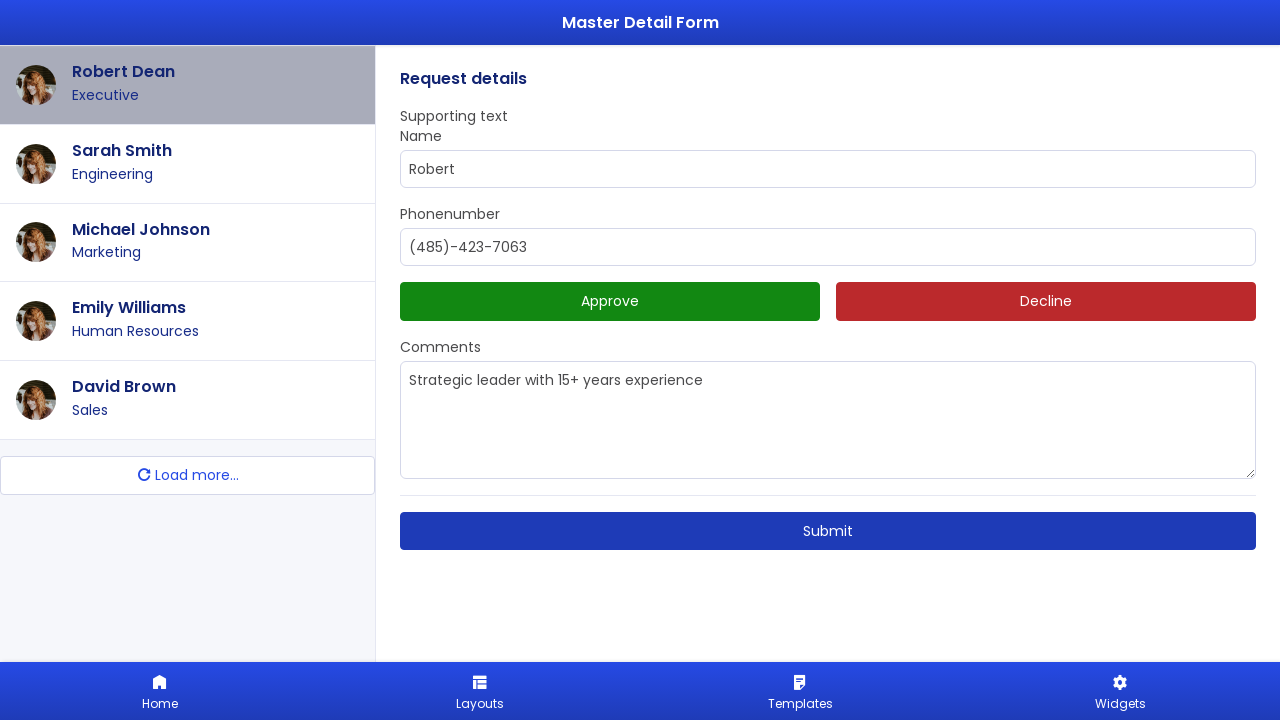 Master Detail Form
Robert Dean
Executive
Sarah Smith
Engineering
Michael Johnson
Marketing
Emily Williams
Human Resources
David Brown
Sales
Load more...
Request details
Supporting text
Name
Robert
Phonenumber
(485)-423-7063
Approve
Decline
Comments
Strategic leader with 15+ years experience
Submit
Home
Layouts
Templates
Widgets